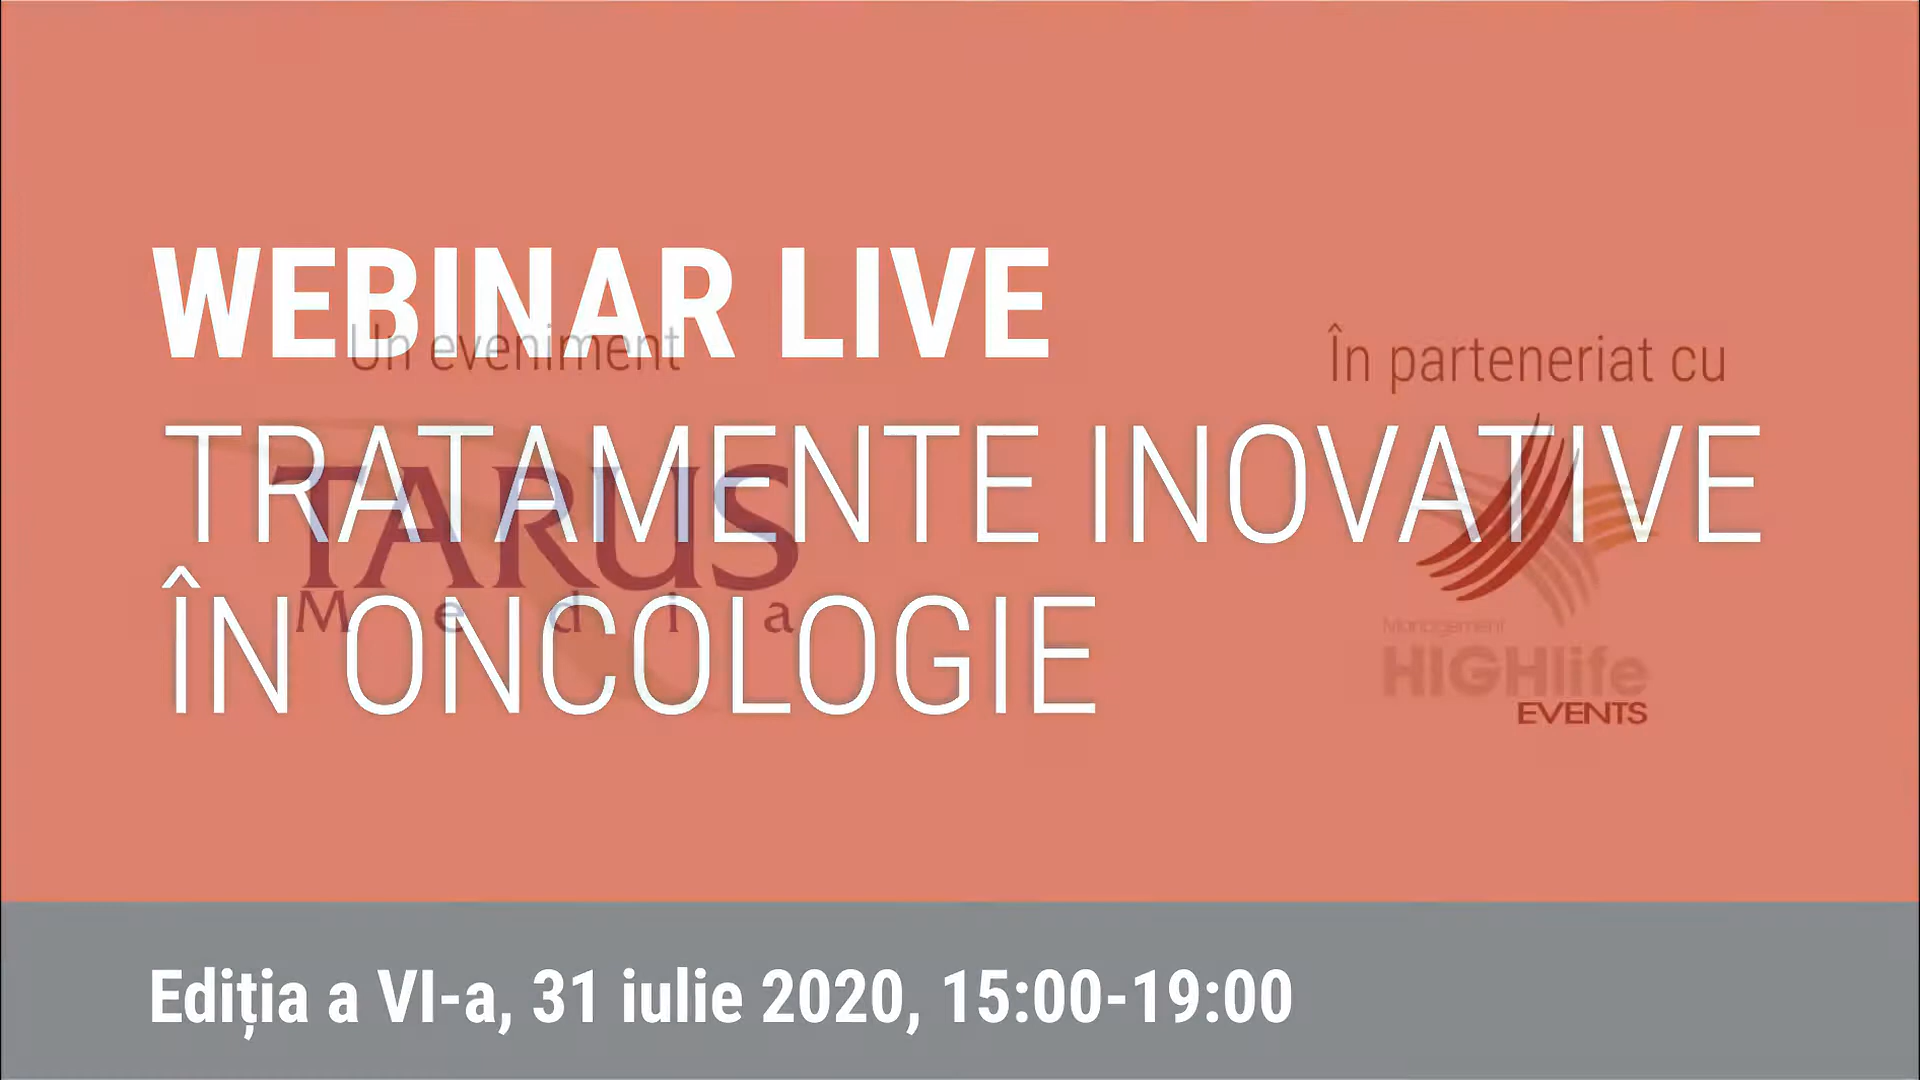 WEBINAR LIVE
Un eveniment
În parteneriat cu
TRATAMENTE INOVATIVE
TARUS
Media
ÎN ONCOLOGIE
Management
HIGHlife
EVENTS
Ediția a VI-a, 31 iulie 2020, 15:00-19:00